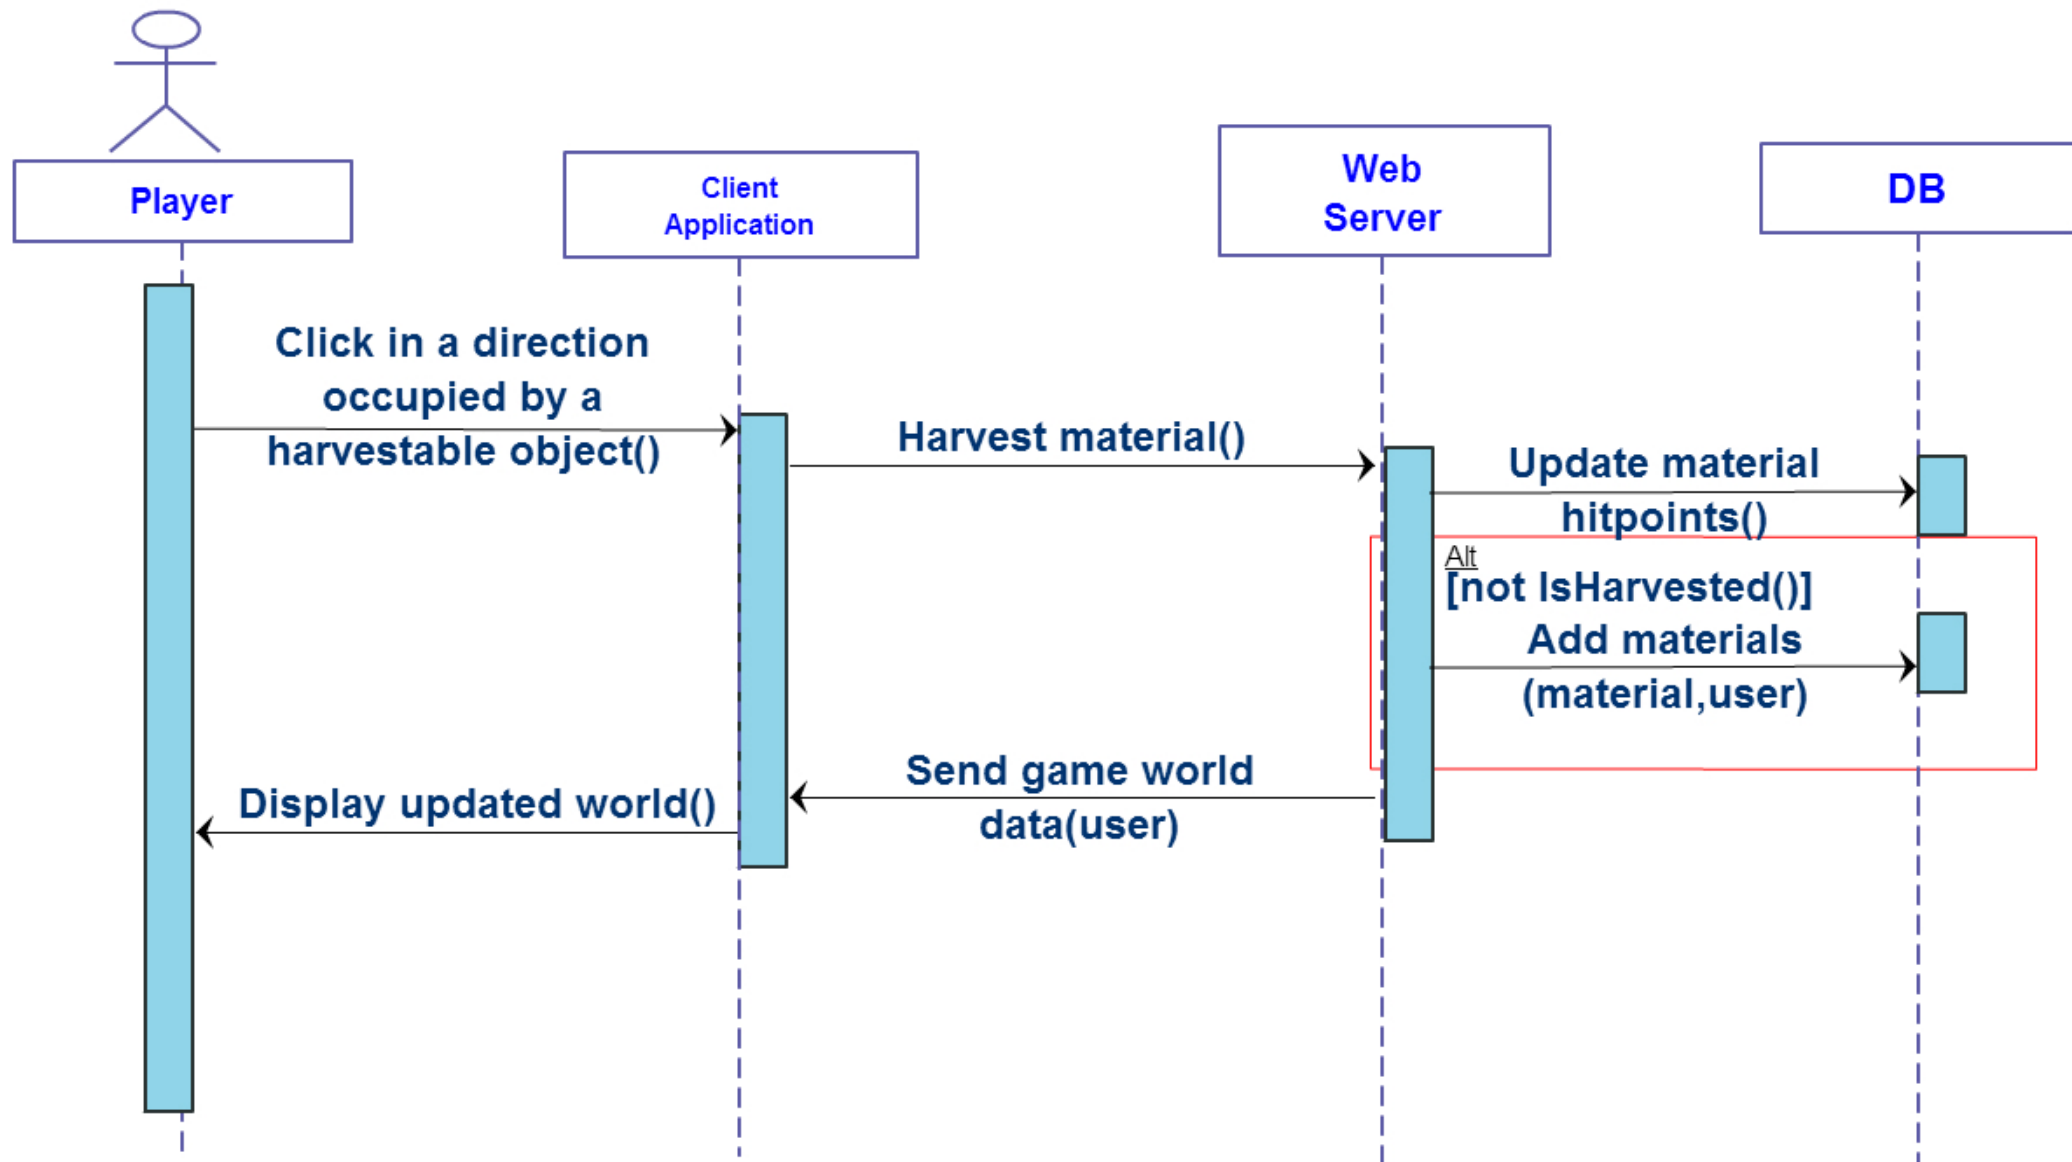 Player
Client
Application
Web
Server
DB
Click in a direction
occupied by a
harvestable object()
Harvest material()
Update material
hitpoints()
Alt
[not IsHarvested()]
Add materials
(material,user)
Send game world
data(user)
Display updated world()